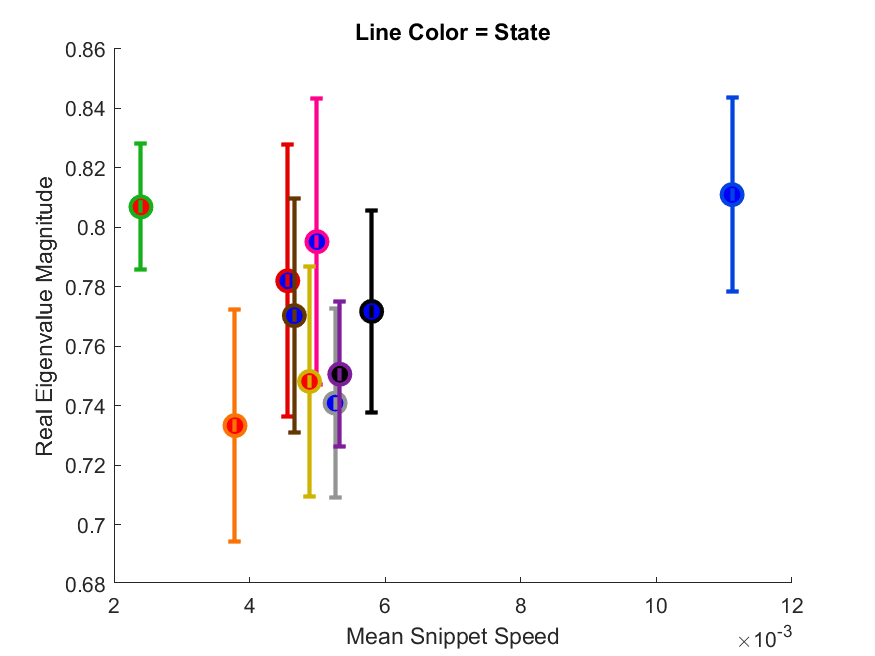 Line Color = State
Real Eigenvalue Magnitude
0.86
0.84
0.82
0.8
0.78
0.76
0.74
0.72
0.7
0.68
2 4 6 8 10 12
Mean Snippet Speed
×10⁻³